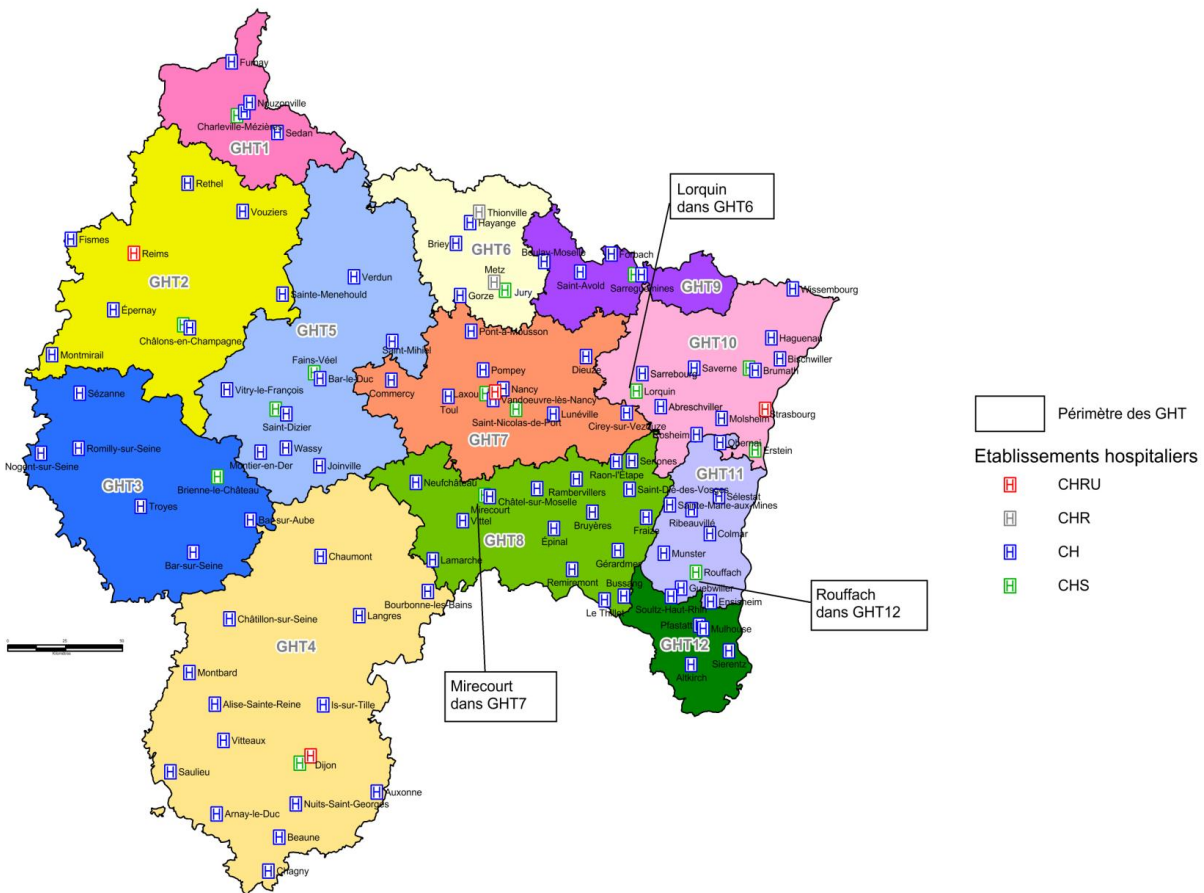 Fumay
Nouzonville
Charleville-Mézières
Sedan
GHT1
Rethel
Vouziers
Fismes
Reims
GHT2
Sainte-Menehould
Épernay
Châlons-en-Champagne
Montmirail
Verdun
GHT5
Saint-Mihiel
Fains-Véel
Bar-le-Duc
Vitry-le-François
Saint-Dizier
Wassy
Montier-en-Der
Joinville
Thionville
Hayange
Briey
GHT6
Metz
Jury
Gorze
Lorquin
dans GHT6
Boulay-Moselle
Forbach
Saint-Avold
Sarreguemines
GHT9
Wissembourg
Haguenau
GHT10
Bischwiller
Saverne
Brumath
Sarrebourg
Lorquin
Abreschviller
Molsheim
Strasbourg
Rosheim
Obernai
Erstein
Pont-à-Mousson
Dieuze
Pompey
Commercy
Nancy
Laxou
Vandoeuvre-lès-Nancy
Toul
Saint-Nicolas-de-Port
Lunéville
Cirey-sur-Vezouze
GHT7
Sézanne
Romilly-sur-Seine
Nogent-sur-Seine
GHT3
Brienne-le-Château
Troyes
Bar-sur-Aube
Bar-sur-Seine
Neufchâteau
Mirecourt
Châtel-sur-Moselle
Rambervillers
Raon-l'Étape
Senones
Saint-Dié-des-Vosges
Vittel
GHT8
Épinal
Bruyères
Fraize
Lamarche
Gérardmer
Remiremont
Bussang
Le Thillot
Bourbonne-les-Bains
GHT11
Sélestat
Sainte-Marie-aux-Mines
Ribeauvillé
Colmar
Munster
Rouffach
Guebwiller
Soultz-Haut-Rhin
Ensisheim
Rouffach
dans GHT12
Pfastatt
Mulhouse
GHT12
Sierentz
Altkirch
Mirecourt
dans GHT7
Chaumont
Châtillon-sur-Seine
Langres
GHT4
Montbard
Alise-Sainte-Reine
Is-sur-Tille
Vitteaux
Dijon
Saulieu
Auxonne
Nuits-Saint-Georges
Arnay-le-Duc
Beaune
Chagny
Périmètre des GHT
Etablissements hospitaliers
H CHRU
H CHR
H CH
H CHS